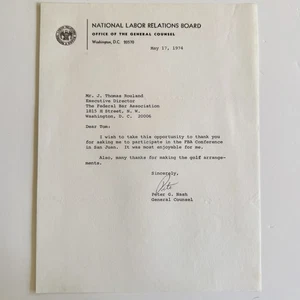 NATIONAL LABOR RELATIONS BOARD
OFFICE OF THE GENERAL COUNSEL
Washington, D.C. 20570
May 17, 1974
Mr. J. Thomas Rouland
Executive Director
The Federal Bar Association
1815 H Street, N. W.
Washington, D. C. 20006
Dear Tom:
I wish to take this opportunity to thank you
for asking me to participate in the FBA Conference
in San Juan. It was most enjoyable for me.
Also, many thanks for making the golf arrange-
ments.
Sincerely,
Pete
Peter G. Nash
General Counsel